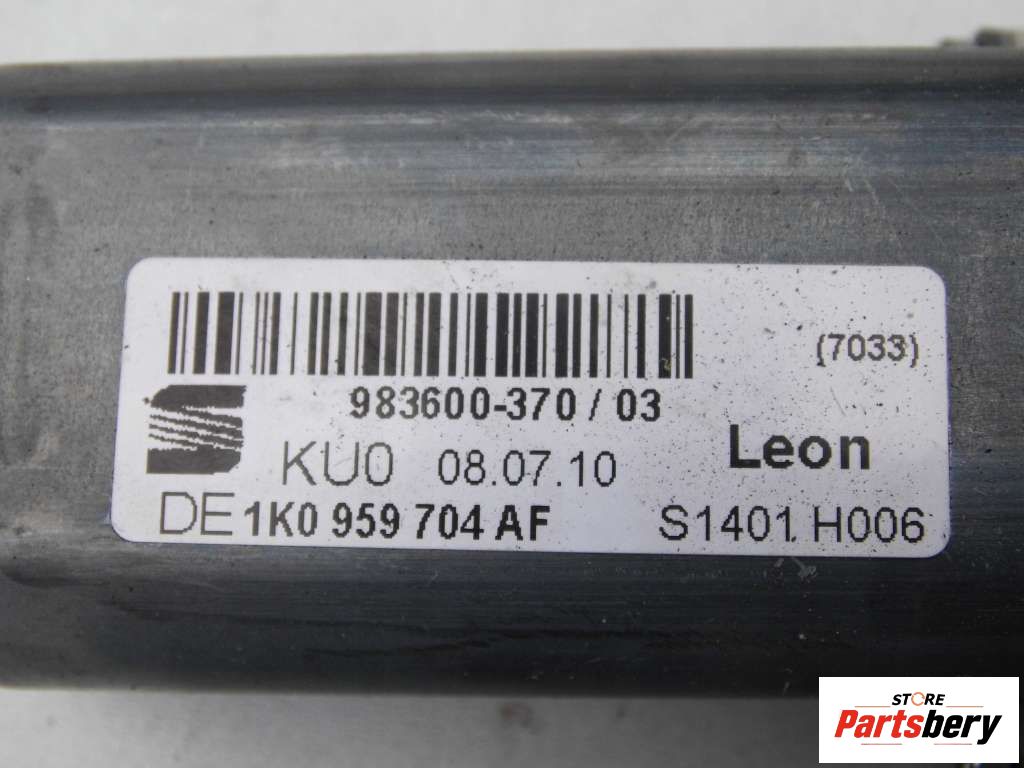 (7033)
983600-370 / 03
Leon
KU0 08.07.10
DE 1K0 959 704 AF S1401 H006
STORE
Partsbery